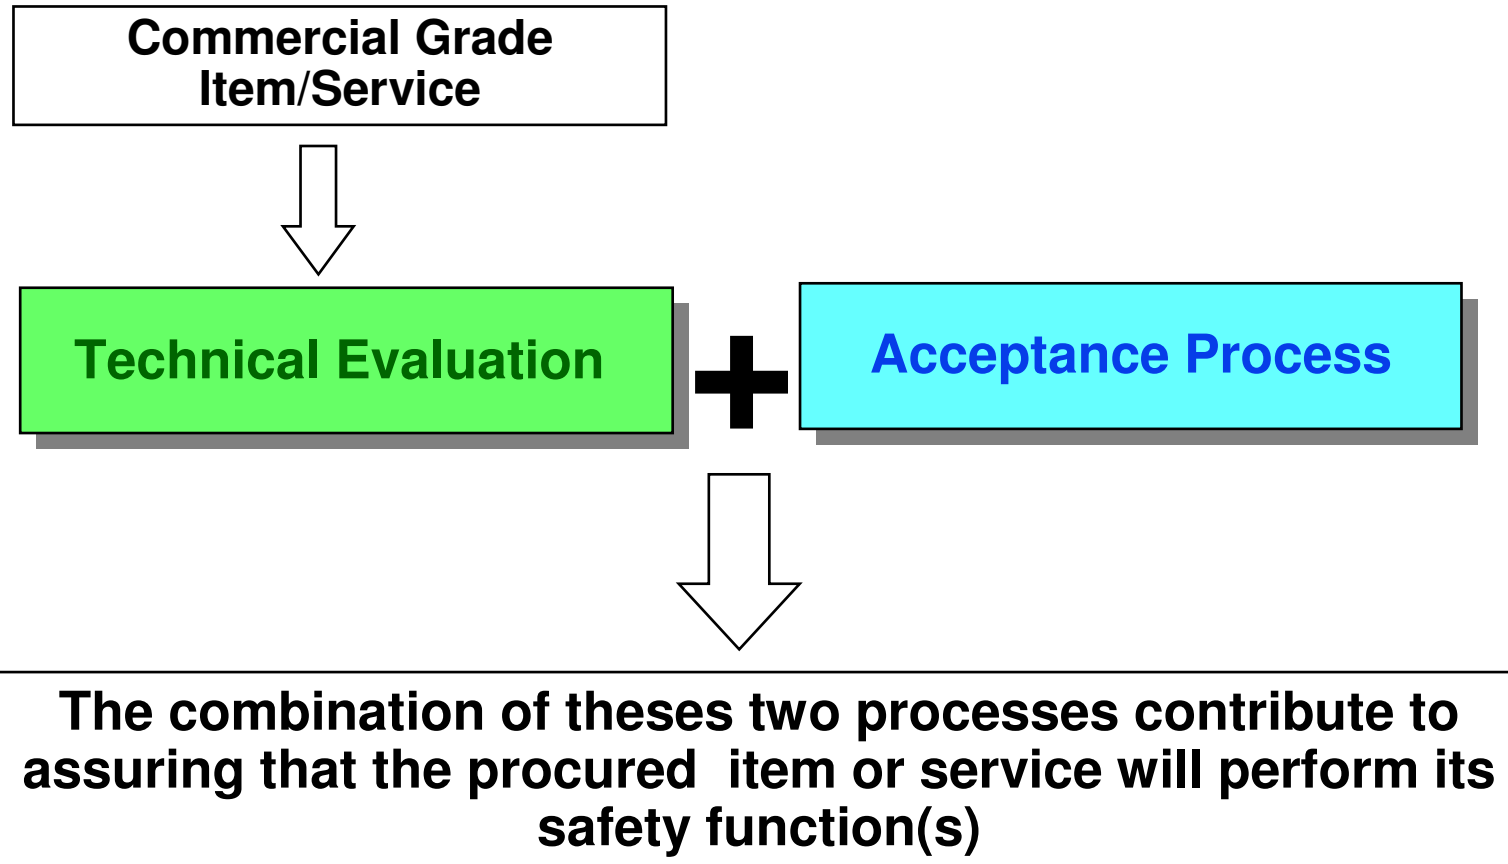 Commercial Grade
Item/Service
Technical Evaluation
+
Acceptance Process
The combination of theses two processes contribute to
assuring that the procured item or service will perform its
safety function(s)